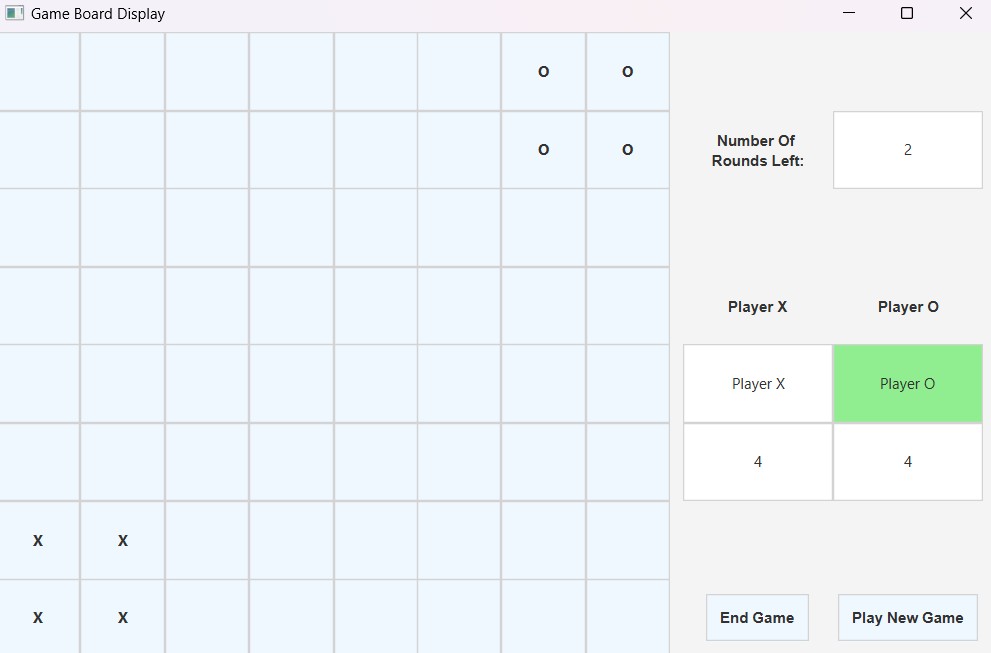 Game Board Display
O O
O O
Number Of
Rounds Left:
2
Player X Player O
Player X Player O
4 4
X X
X X
End Game Play New Game